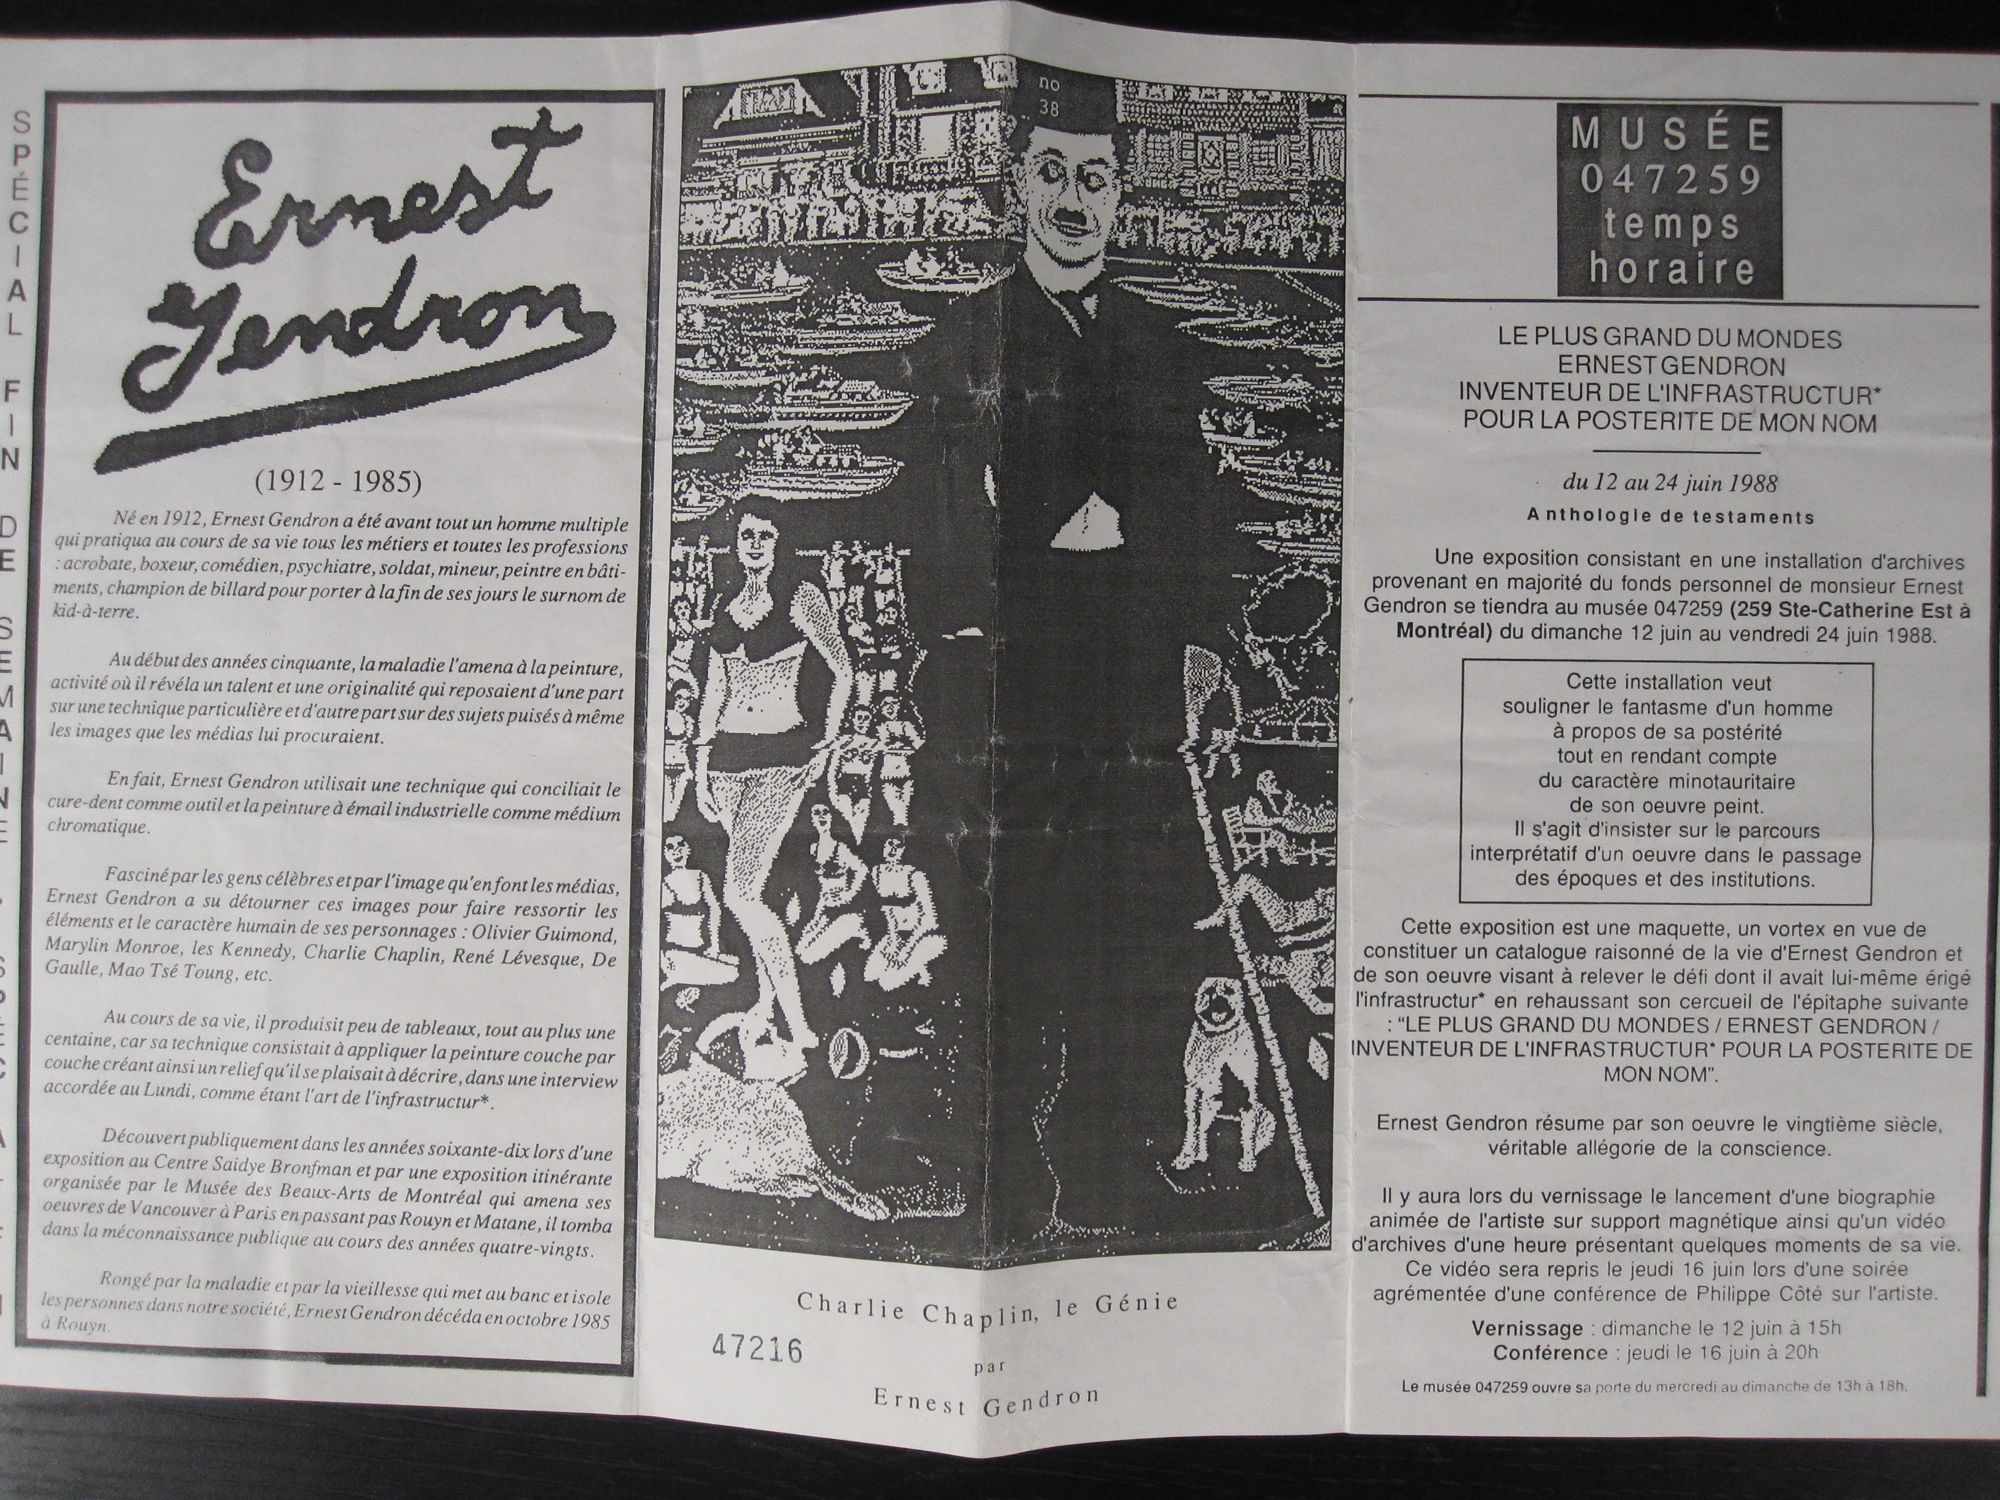 SPÉCIAL FIN DE SEMAINE
Ernest
Gendron
(1912 - 1985)
Né en 1912, Ernest Gendron a été avant tout un homme multiple
qui pratiqua au cours de sa vie tous les métiers et toutes les professions
: acrobate, boxeur, comédien, psychiatre, soldat, mineur, peintre en bâti-
ments, champion de billard pour porter à la fin de ses jours le surnom de
kid-à-terre.
Au début des années cinquante, la maladie l'amena à la peinture,
activité où il révéla un talent et une originalité qui reposaient d'une part
sur une technique particulière et d'autre part sur des sujets puisés à même
les images que les médias lui procuraient.
En fait, Ernest Gendron utilisait une technique qui conciliait le
cure-dent comme outil et la peinture à émail industrielle comme médium
chromatique.
Fasciné par les gens célèbres et par l'image qu'en font les médias,
Ernest Gendron a su détourner ces images pour faire ressortir les
éléments et le caractère humain de ses personnages : Olivier Guimond,
Marylin Monroe, les Kennedy, Charlie Chaplin, René Lévesque, De
Gaulle, Mao Tsé Toung, etc.
Au cours de sa vie, il produisit peu de tableaux, tout au plus une
centaine, car sa technique consistait à appliquer la peinture couche par
couche créant ainsi un relief qu'il se plaisait à décrire, dans une interview
accordée au Lundi, comme étant l'art de l'infrastructur*.
Découvert publiquement dans les années soixante-dix lors d'une
exposition au Centre Saidye Bronfman et par une exposition itinérante
organisée par le Musée des Beaux-Arts de Montréal qui amena ses
oeuvres de Vancouver à Paris en passant pas Rouyn et Matane, il tomba
dans la méconnaissance publique au cours des années quatre-vingts.
Rongé par la maladie et par la vieillesse qui met au banc et isole
les personnes dans notre société, Ernest Gendron décéda en octobre 1985
à Rouyn.
no
38
Charlie Chaplin, le Génie
47216
par
Ernest Gendron
MUSÉE
047259
temps
horaire
LE PLUS GRAND DU MONDES
ERNEST GENDRON
INVENTEUR DE L'INFRASTRUCTUR*
POUR LA POSTERITE DE MON NOM
du 12 au 24 juin 1988
Anthologie de testaments
Une exposition consistant en une installation d'archives
provenant en majorité du fonds personnel de monsieur Ernest
Gendron se tiendra au musée 047259 (259 Ste-Catherine Est à
Montréal) du dimanche 12 juin au vendredi 24 juin 1988.
Cette installation veut
souligner le fantasme d'un homme
à propos de sa postérité
tout en rendant compte
du caractère minotauritaire
de son oeuvre peint.
Il s'agit d'insister sur le parcours
interprétatif d'un oeuvre dans le passage
des époques et des institutions.
Cette exposition est une maquette, un vortex en vue de
constituer un catalogue raisonné de la vie d'Ernest Gendron et
de son oeuvre visant à relever le défi dont il avait lui-même érigé
l'infrastructur* en rehaussant son cercueil de l'épitaphe suivante
: "LE PLUS GRAND DU MONDES / ERNEST GENDRON /
INVENTEUR DE L'INFRASTRUCTUR* POUR LA POSTERITE DE
MON NOM".
Ernest Gendron résume par son oeuvre le vingtième siècle,
véritable allégorie de la conscience.
Il y aura lors du vernissage le lancement d'une biographie
animée de l'artiste sur support magnétique ainsi qu'un vidéo
d'archives d'une heure présentant quelques moments de sa vie.
Ce vidéo sera repris le jeudi 16 juin lors d'une soirée
agrémentée d'une conférence de Philippe Côté sur l'artiste.
Vernissage : dimanche le 12 juin à 15h
Conférence : jeudi le 16 juin à 20h
Le musée 047259 ouvre sa porte du mercredi au dimanche de 13h à 18h.